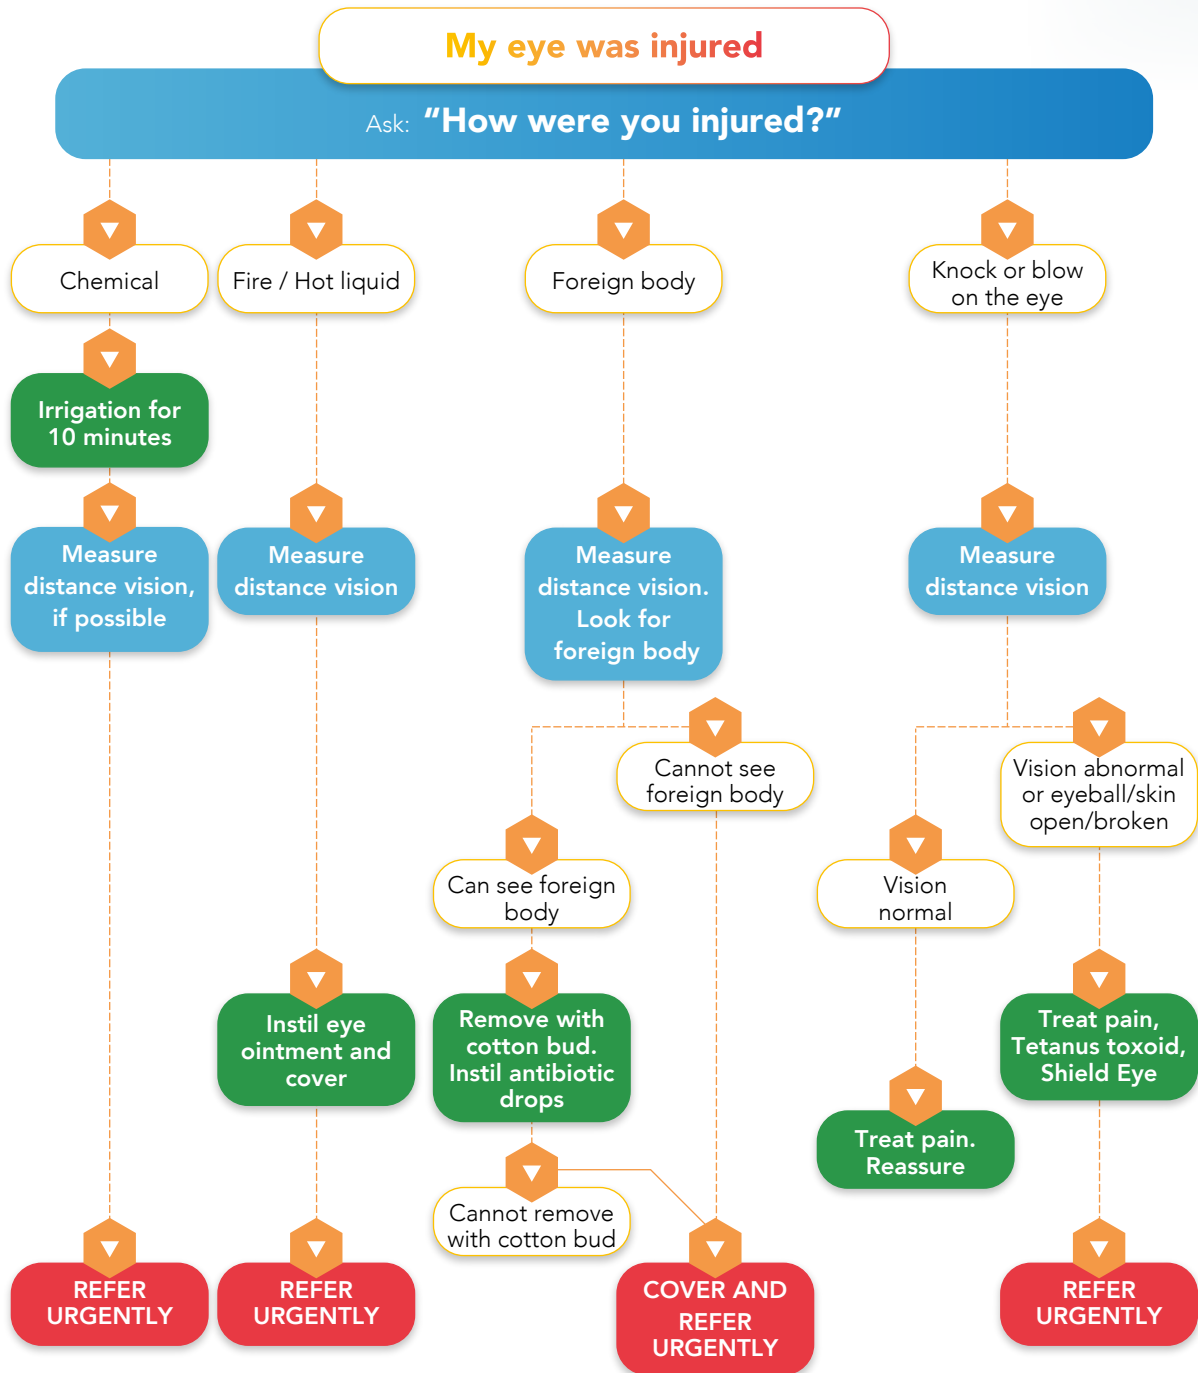 My eye was injured
Ask: "How were you injured?"
Chemical
Irrigation for
10 minutes
Measure
distance vision,
if possible
REFER
URGENTLY
Fire / Hot liquid
Measure
distance vision
Instil eye
ointment and
cover
REFER
URGENTLY
Foreign body
Measure
distance vision.
Look for
foreign body
Can see foreign
body
Remove with
cotton bud.
Instil antibiotic
drops
Cannot remove
with cotton bud
Cannot see
foreign body
COVER AND
REFER
URGENTLY
Knock or blow
on the eye
Measure
distance vision
Vision
normal
Treat pain.
Reassure
Vision abnormal
or eyeball/skin
open/broken
Treat pain,
Tetanus toxoid,
Shield Eye
REFER
URGENTLY